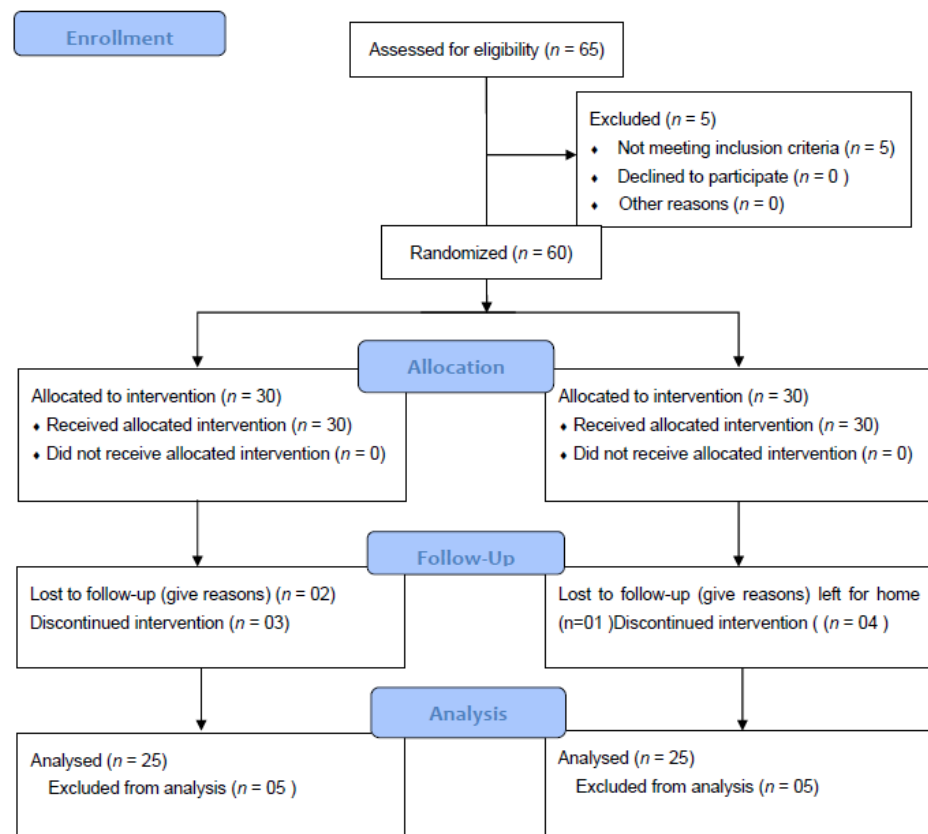 Enrollment
Assessed for eligibility (n = 65)
Excluded (n = 5)
⬧ Not meeting inclusion criteria (n = 5)
⬧ Declined to participate (n = 0 )
⬧ Other reasons (n = 0)
Randomized (n = 60)
Allocation
Allocated to intervention (n = 30)
⬧ Received allocated intervention (n = 30)
⬧ Did not receive allocated intervention (n = 0)
Allocated to intervention (n = 30)
⬧ Received allocated intervention (n = 30)
⬧ Did not receive allocated intervention (n = 0)
Follow-Up
Lost to follow-up (give reasons) (n = 02)
Discontinued intervention (n = 03)
Lost to follow-up (give reasons) left for home
(n=01 )Discontinued intervention ( (n = 04 )
Analysis
Analysed (n = 25)
Excluded from analysis (n = 05 )
Analysed (n = 25)
Excluded from analysis (n = 05)